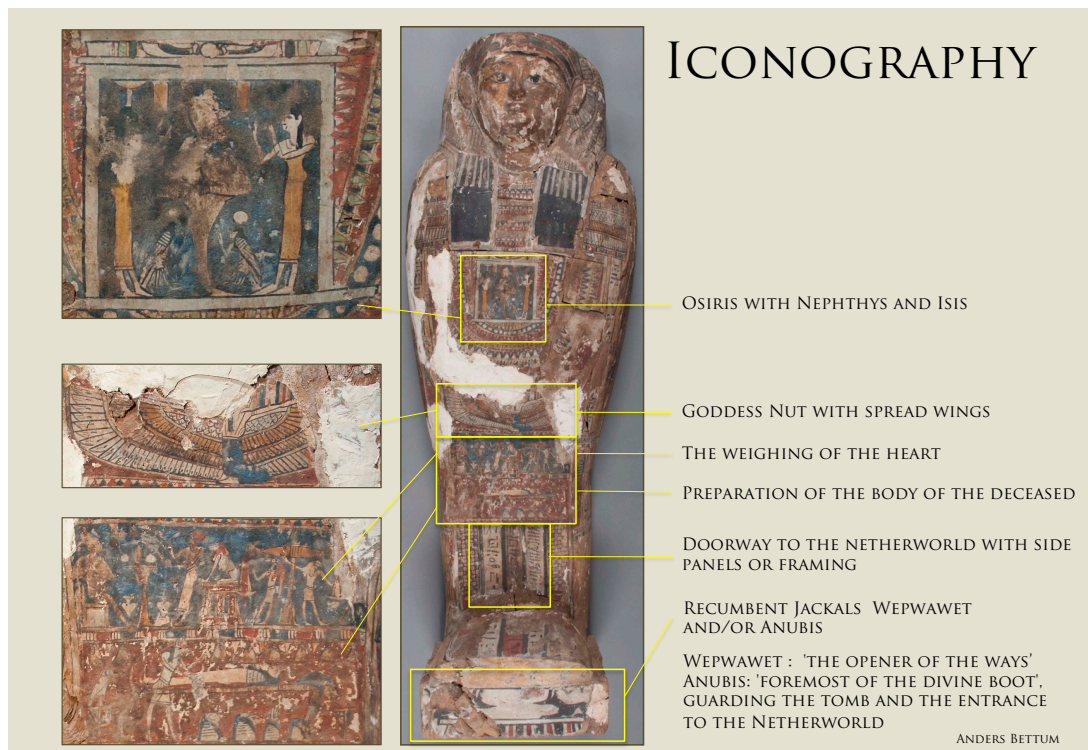 ICONOGRAPHY
OSIRIS WITH NEPHTHYS AND ISIS
GODDESS NUT WITH SPREAD WINGS
THE WEIGHING OF THE HEART
PREPARATION OF THE BODY OF THE DECEASED
DOORWAY TO THE NETHERWORLD WITH SIDE
PANELS OR FRAMING
RECUMBENT JACKALS WEPWAWET
AND/OR ANUBIS
WEPWAWET : 'THE OPENER OF THE WAYS'
ANUBIS: 'FOREMOST OF THE DIVINE BOOT',
GUARDING THE TOMB AND THE ENTRANCE
TO THE NETHERWORLD
ANDERS BETTUM